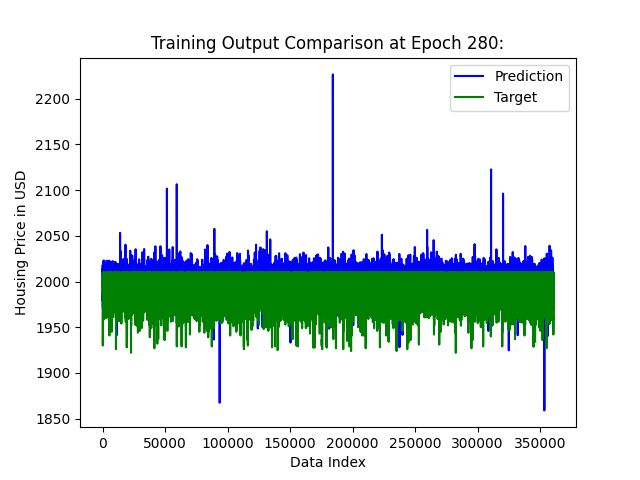 Training Output Comparison at Epoch 280:
Prediction
Target
Housing Price in USD
2200
2150
2100
2050
2000
1950
1900
1850
0 50000 100000 150000 200000 250000 300000 350000
Data Index